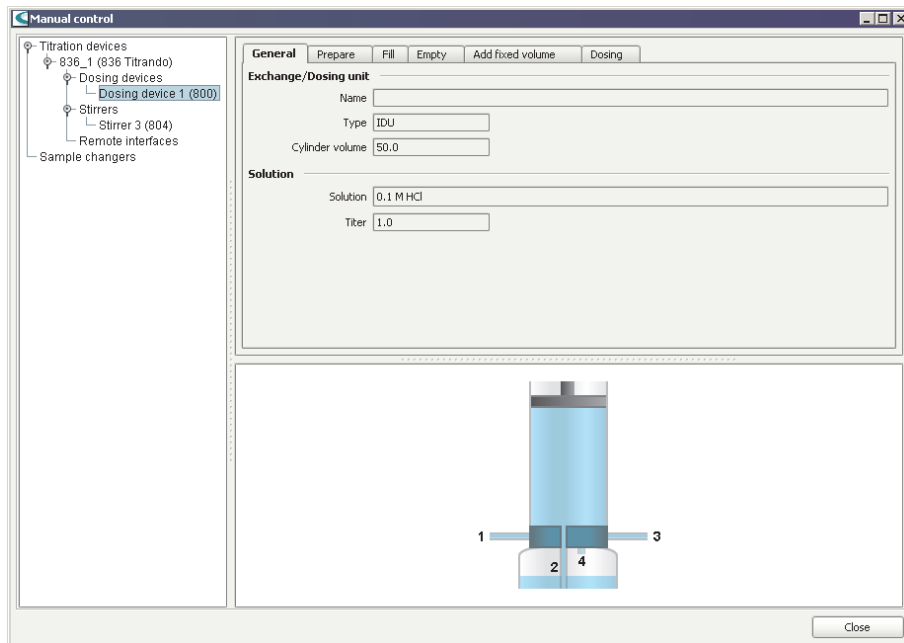 Manual control
Titration devices
836_1 (836 Titrando)
Dosing devices
Dosing device 1 (800)
Stirrers
Stirrer 3 (804)
Remote interfaces
Sample changers
General Prepare Fill Empty Add fixed volume Dosing
Exchange/Dosing unit
Name
Type IDU
Cylinder volume 50.0
Solution
Solution 0.1 M HCl
Titer 1.0
1 3
2 4
Close